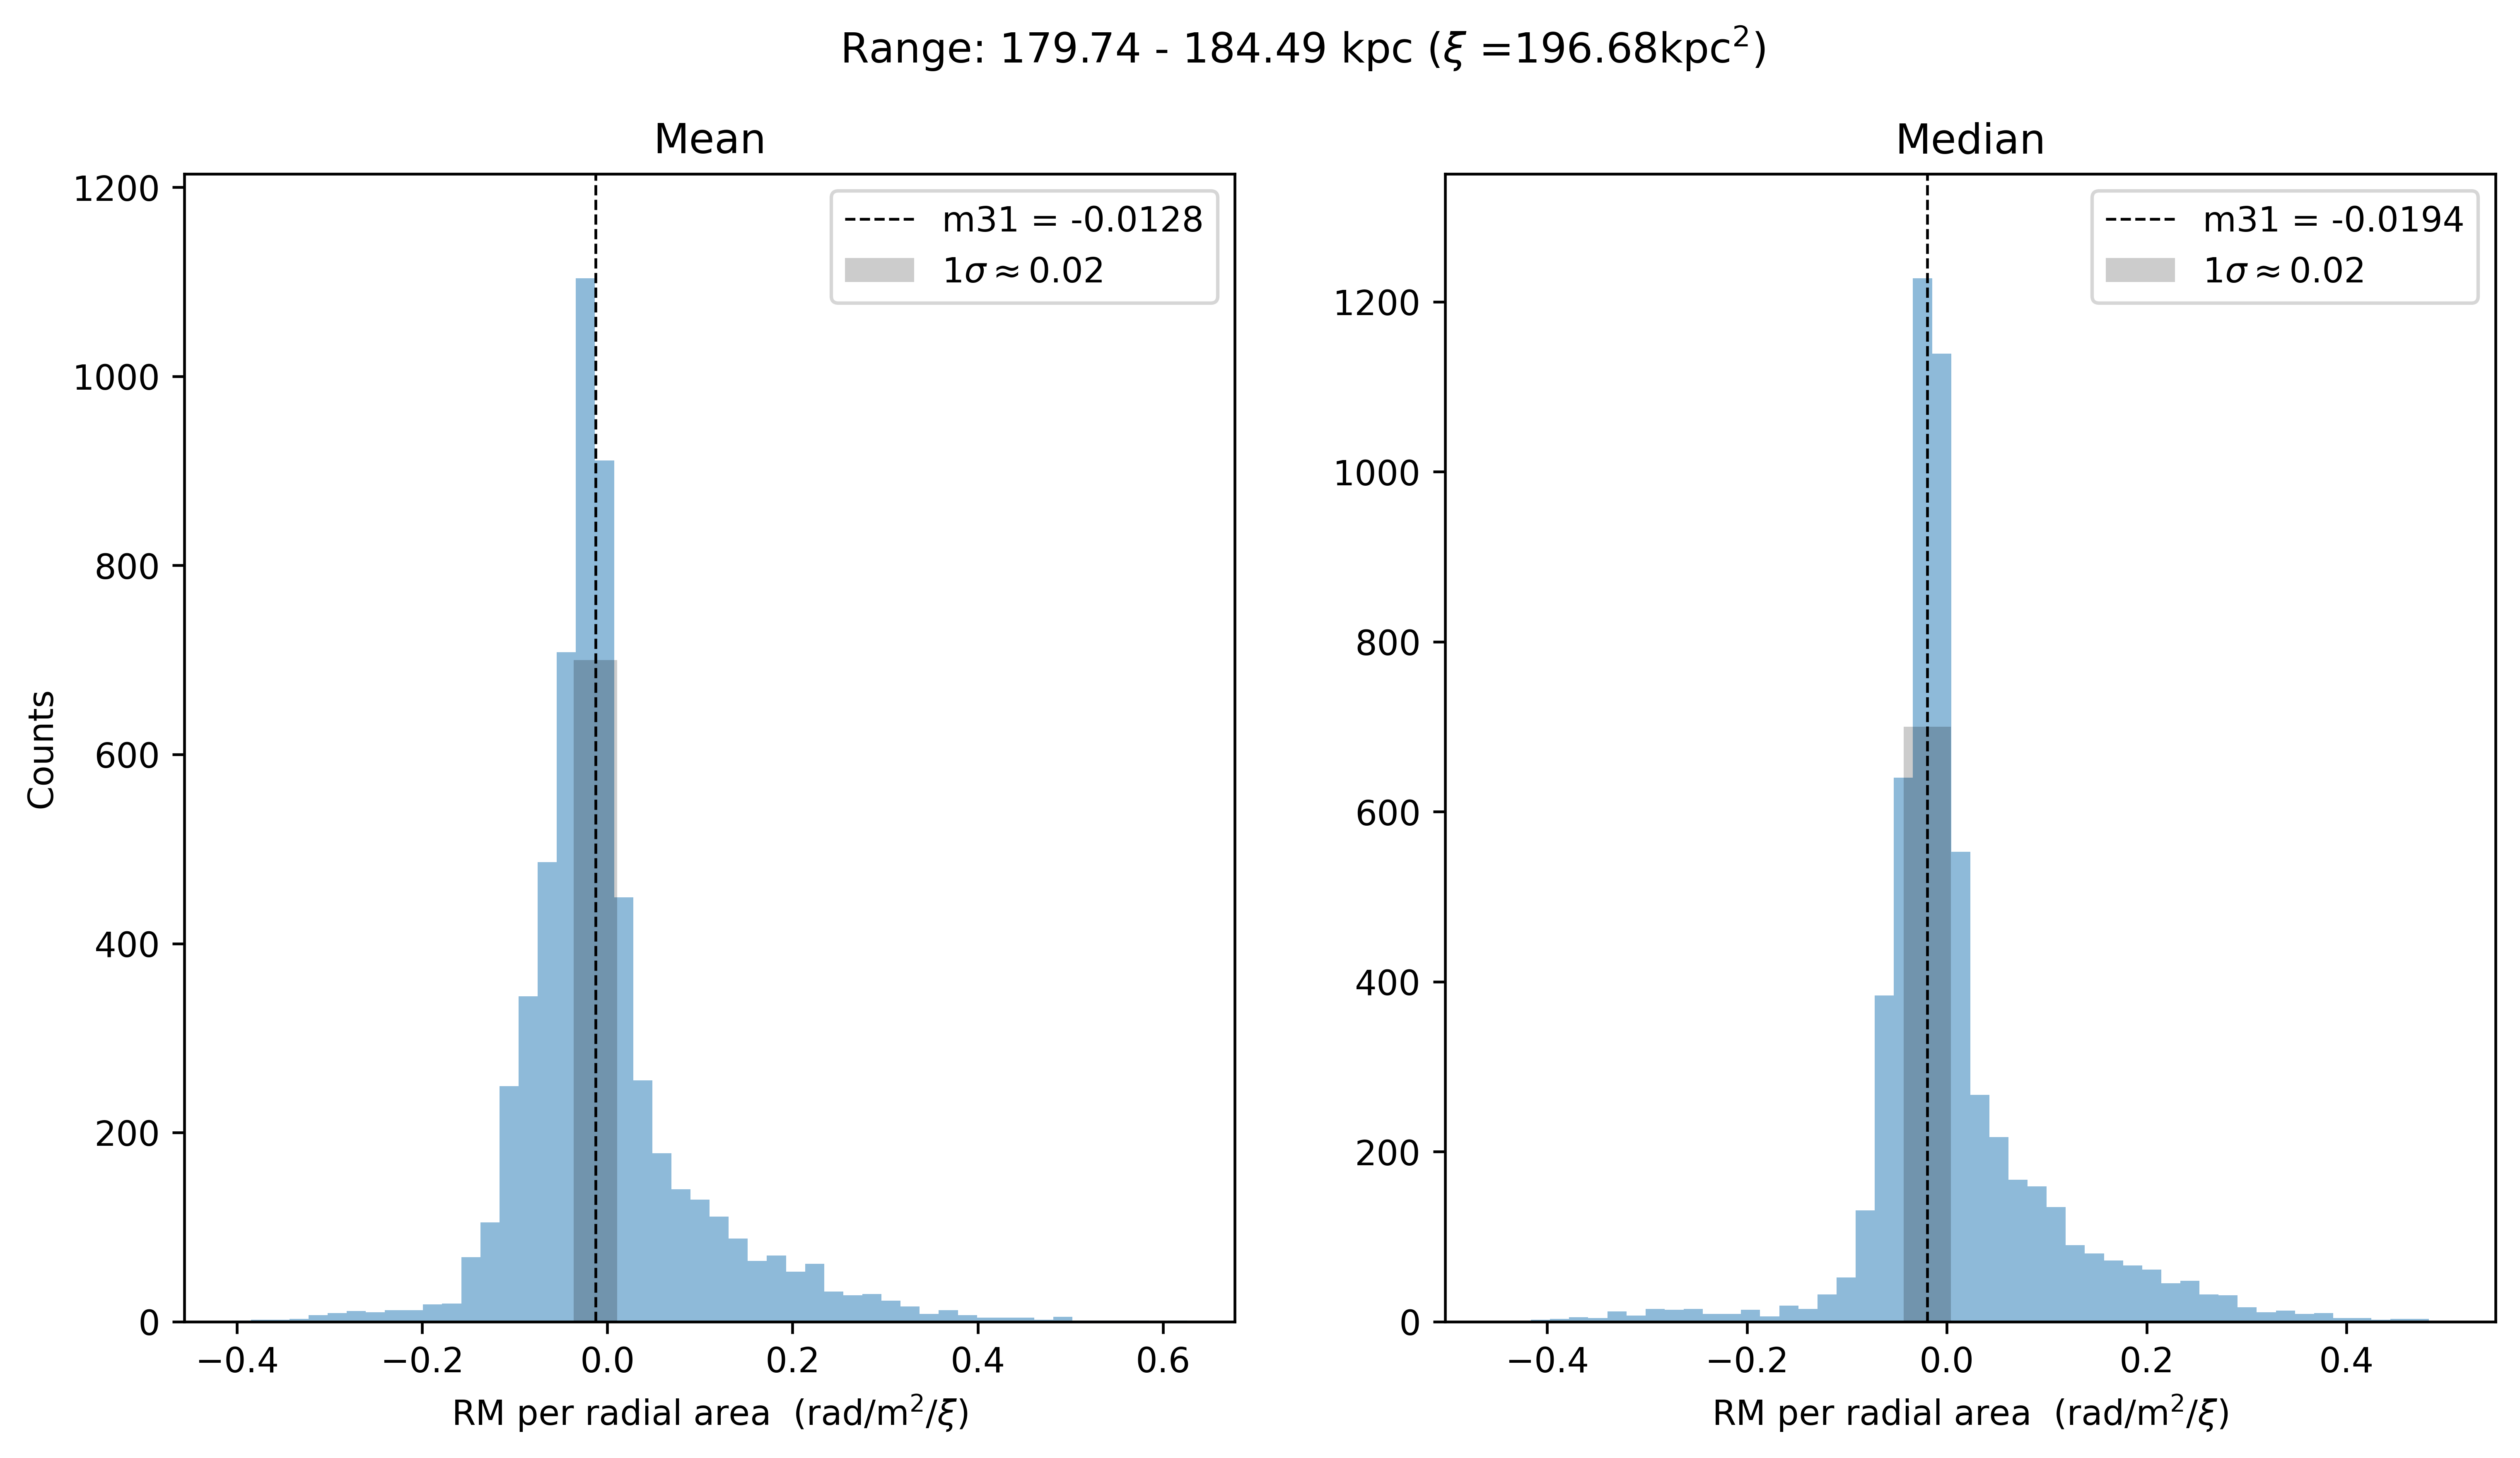 Range: 179.74 - 184.49 kpc (ξ =196.68kpc²)
Mean
1200
1000
800
600
400
200
0
Counts
m31 = -0.0128
1σ ≈ 0.02
−0.4 −0.2 0.0 0.2 0.4 0.6
RM per radial area (rad/m²/ξ)
Median
1200
1000
800
600
400
200
0
m31 = -0.0194
1σ ≈ 0.02
−0.4 −0.2 0.0 0.2 0.4
RM per radial area (rad/m²/ξ)